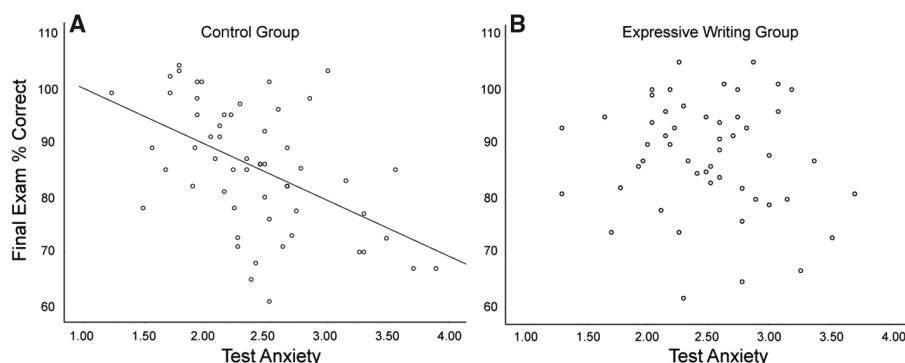 A
Control Group
110
100
90
80
70
60
Final Exam % Correct
1.00 1.50 2.00 2.50 3.00 3.50 4.00
Test Anxiety
B
Expressive Writing Group
110
100
90
80
70
60
1.00 1.50 2.00 2.50 3.00 3.50 4.00
Test Anxiety